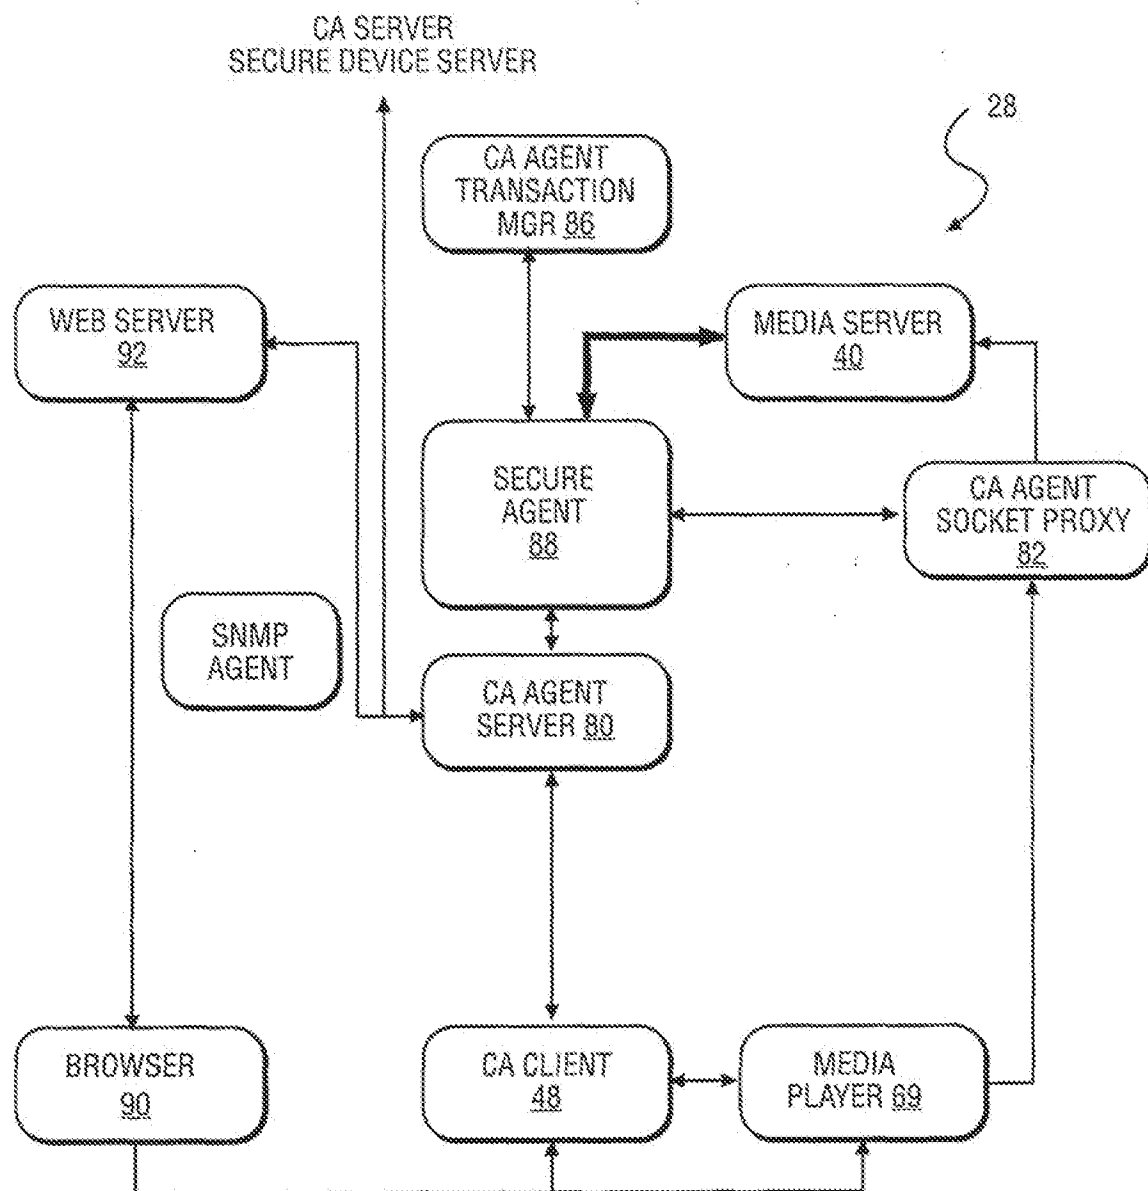 CA SERVER
SECURE DEVICE SERVER
28
CA AGENT
TRANSACTION
MGR 86
WEB SERVER
92
MEDIA SERVER
40
SECURE
AGENT
88
CA AGENT
SOCKET PROXY
82
SNMP
AGENT
CA AGENT
SERVER 80
BROWSER
90
CA CLIENT
48
MEDIA
PLAYER 69